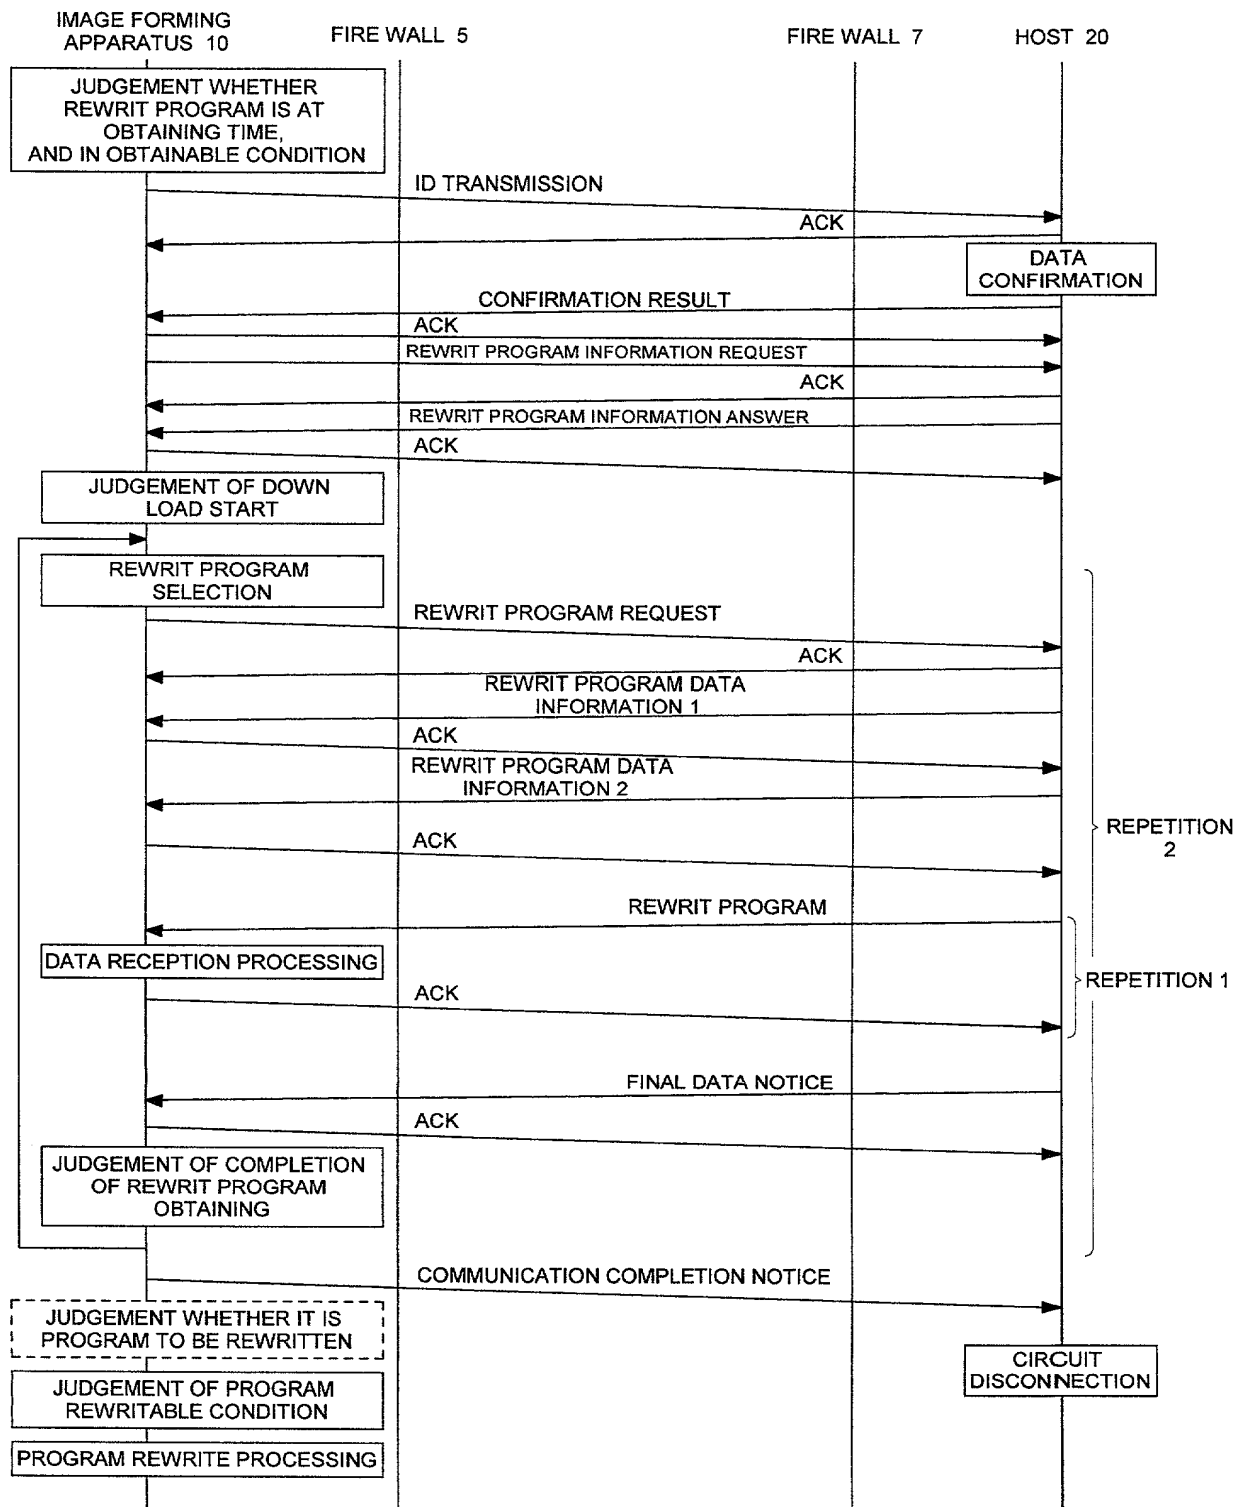 IMAGE FORMING
APPARATUS 10
FIRE WALL 5
FIRE WALL 7
HOST 20
JUDGEMENT WHETHER
REWRIT PROGRAM IS AT
OBTAINING TIME,
AND IN OBTAINABLE CONDITION
ID TRANSMISSION
ACK
DATA
CONFIRMATION
CONFIRMATION RESULT
ACK
REWRIT PROGRAM INFORMATION REQUEST
ACK
REWRIT PROGRAM INFORMATION ANSWER
ACK
JUDGEMENT OF DOWN
LOAD START
REWRIT PROGRAM
SELECTION
REWRIT PROGRAM REQUEST
ACK
REWRIT PROGRAM DATA
INFORMATION 1
ACK
REWRIT PROGRAM DATA
INFORMATION 2
REPETITION
2
ACK
REWRIT PROGRAM
DATA RECEPTION PROCESSING
REPETITION 1
ACK
FINAL DATA NOTICE
ACK
JUDGEMENT OF COMPLETION
OF REWRIT PROGRAM
OBTAINING
COMMUNICATION COMPLETION NOTICE
JUDGEMENT WHETHER IT IS
PROGRAM TO BE REWRITTEN
CIRCUIT
DISCONNECTION
JUDGEMENT OF PROGRAM
REWRITABLE CONDITION
PROGRAM REWRITE PROCESSING